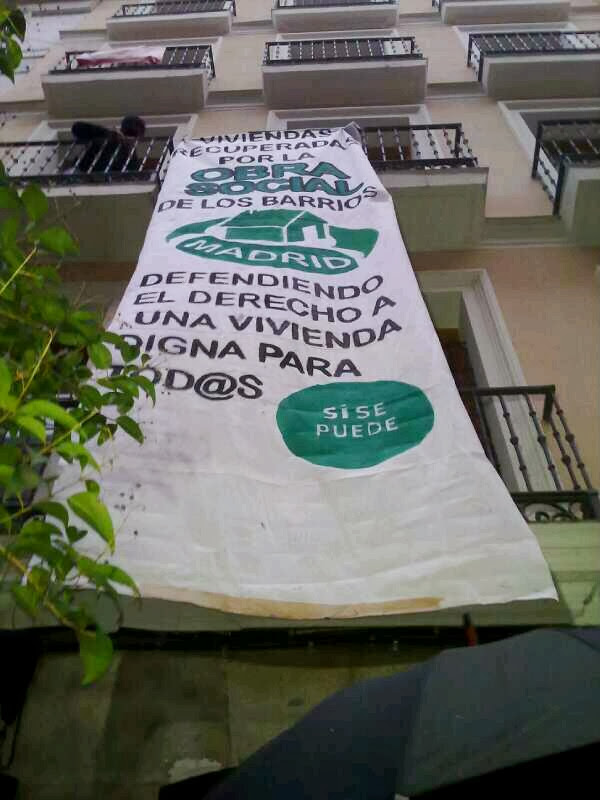 VIVIENDAS
RECUPERADAS
POR LA
OBRA
SOCIAL
DE LOS BARRIOS
MADRID
DEFENDIENDO
EL DERECHO A
UNA VIVIENDA
DIGNA PARA
TOD@S
Sí SE
PUEDE